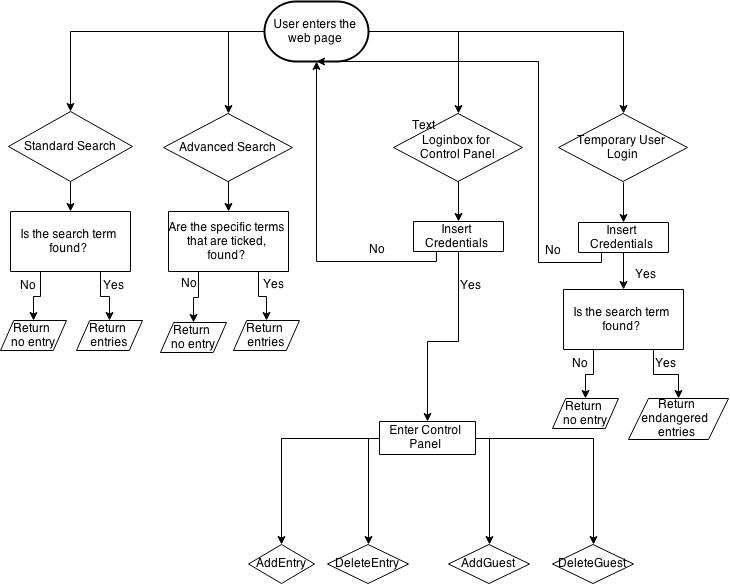 User enters the
web page
Standard Search
Advanced Search
Text
Loginbox for
Control Panel
Temporary User
Login
Is the search term
found?
Are the specific terms
that are ticked,
found?
Insert
Credentials
Insert
Credentials
No
No
Yes
Yes
No
Yes
No
Yes
Is the search term
found?
Return
no entry
Return
entries
Return
no entry
Return
entries
No
Yes
Return
no entry
Return
endangered
entries
Enter Control
Panel
AddEntry
DeleteEntry
AddGuest
DeleteGuest